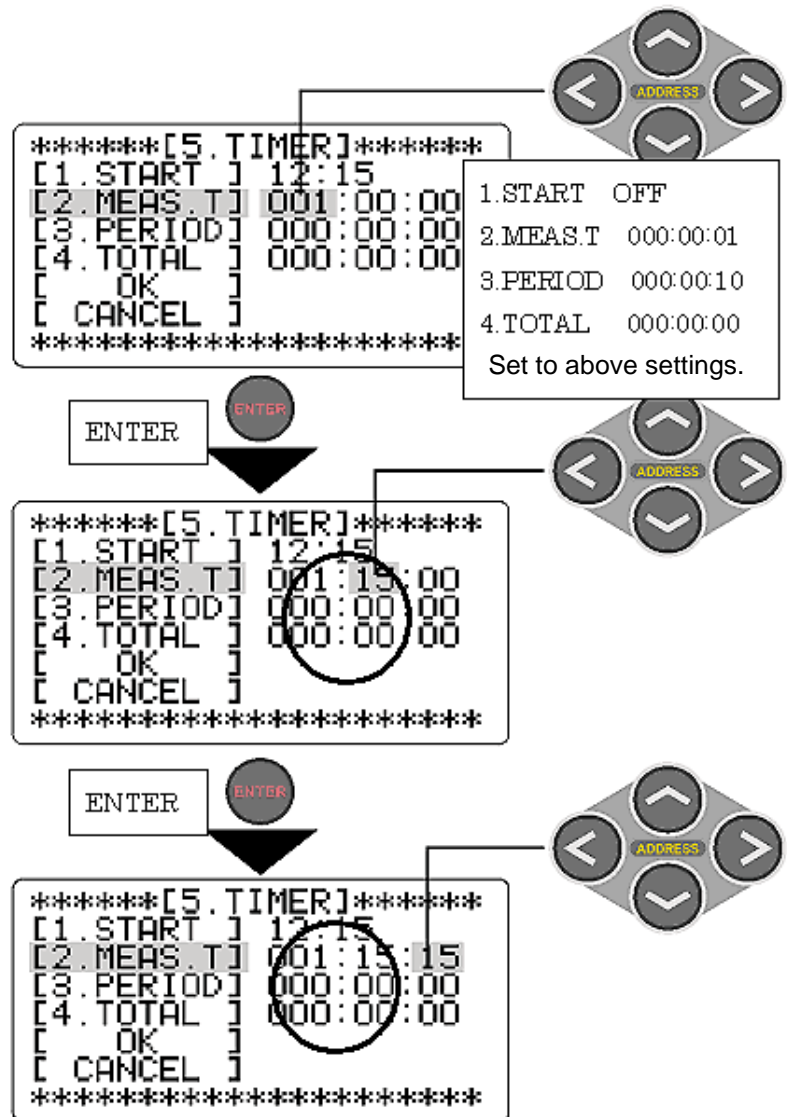 ADDRESS
******[5.TIMER]******
[1.START ] 12:15
[2.MEAS.T] 001:00:00
[3.PERIOD] 000:00:00
[4.TOTAL ] 000:00:00
[ OK ]
[ CANCEL ]
*********************
1.START OFF
2.MEAS.T 000:00:01
3.PERIOD 000:00:10
4.TOTAL 000:00:00
Set to above settings.
ENTER
ENTER
ADDRESS
******[5.TIMER]******
[1.START ] 12:15
[2.MEAS.T] 001:15:00
[3.PERIOD] 000:00:00
[4.TOTAL ] 000:00:00
[ OK ]
[ CANCEL ]
*********************
ENTER
ENTER
ADDRESS
******[5.TIMER]******
[1.START ] 12:15
[2.MEAS.T] 001:15:15
[3.PERIOD] 000:00:00
[4.TOTAL ] 000:00:00
[ OK ]
[ CANCEL ]
*********************